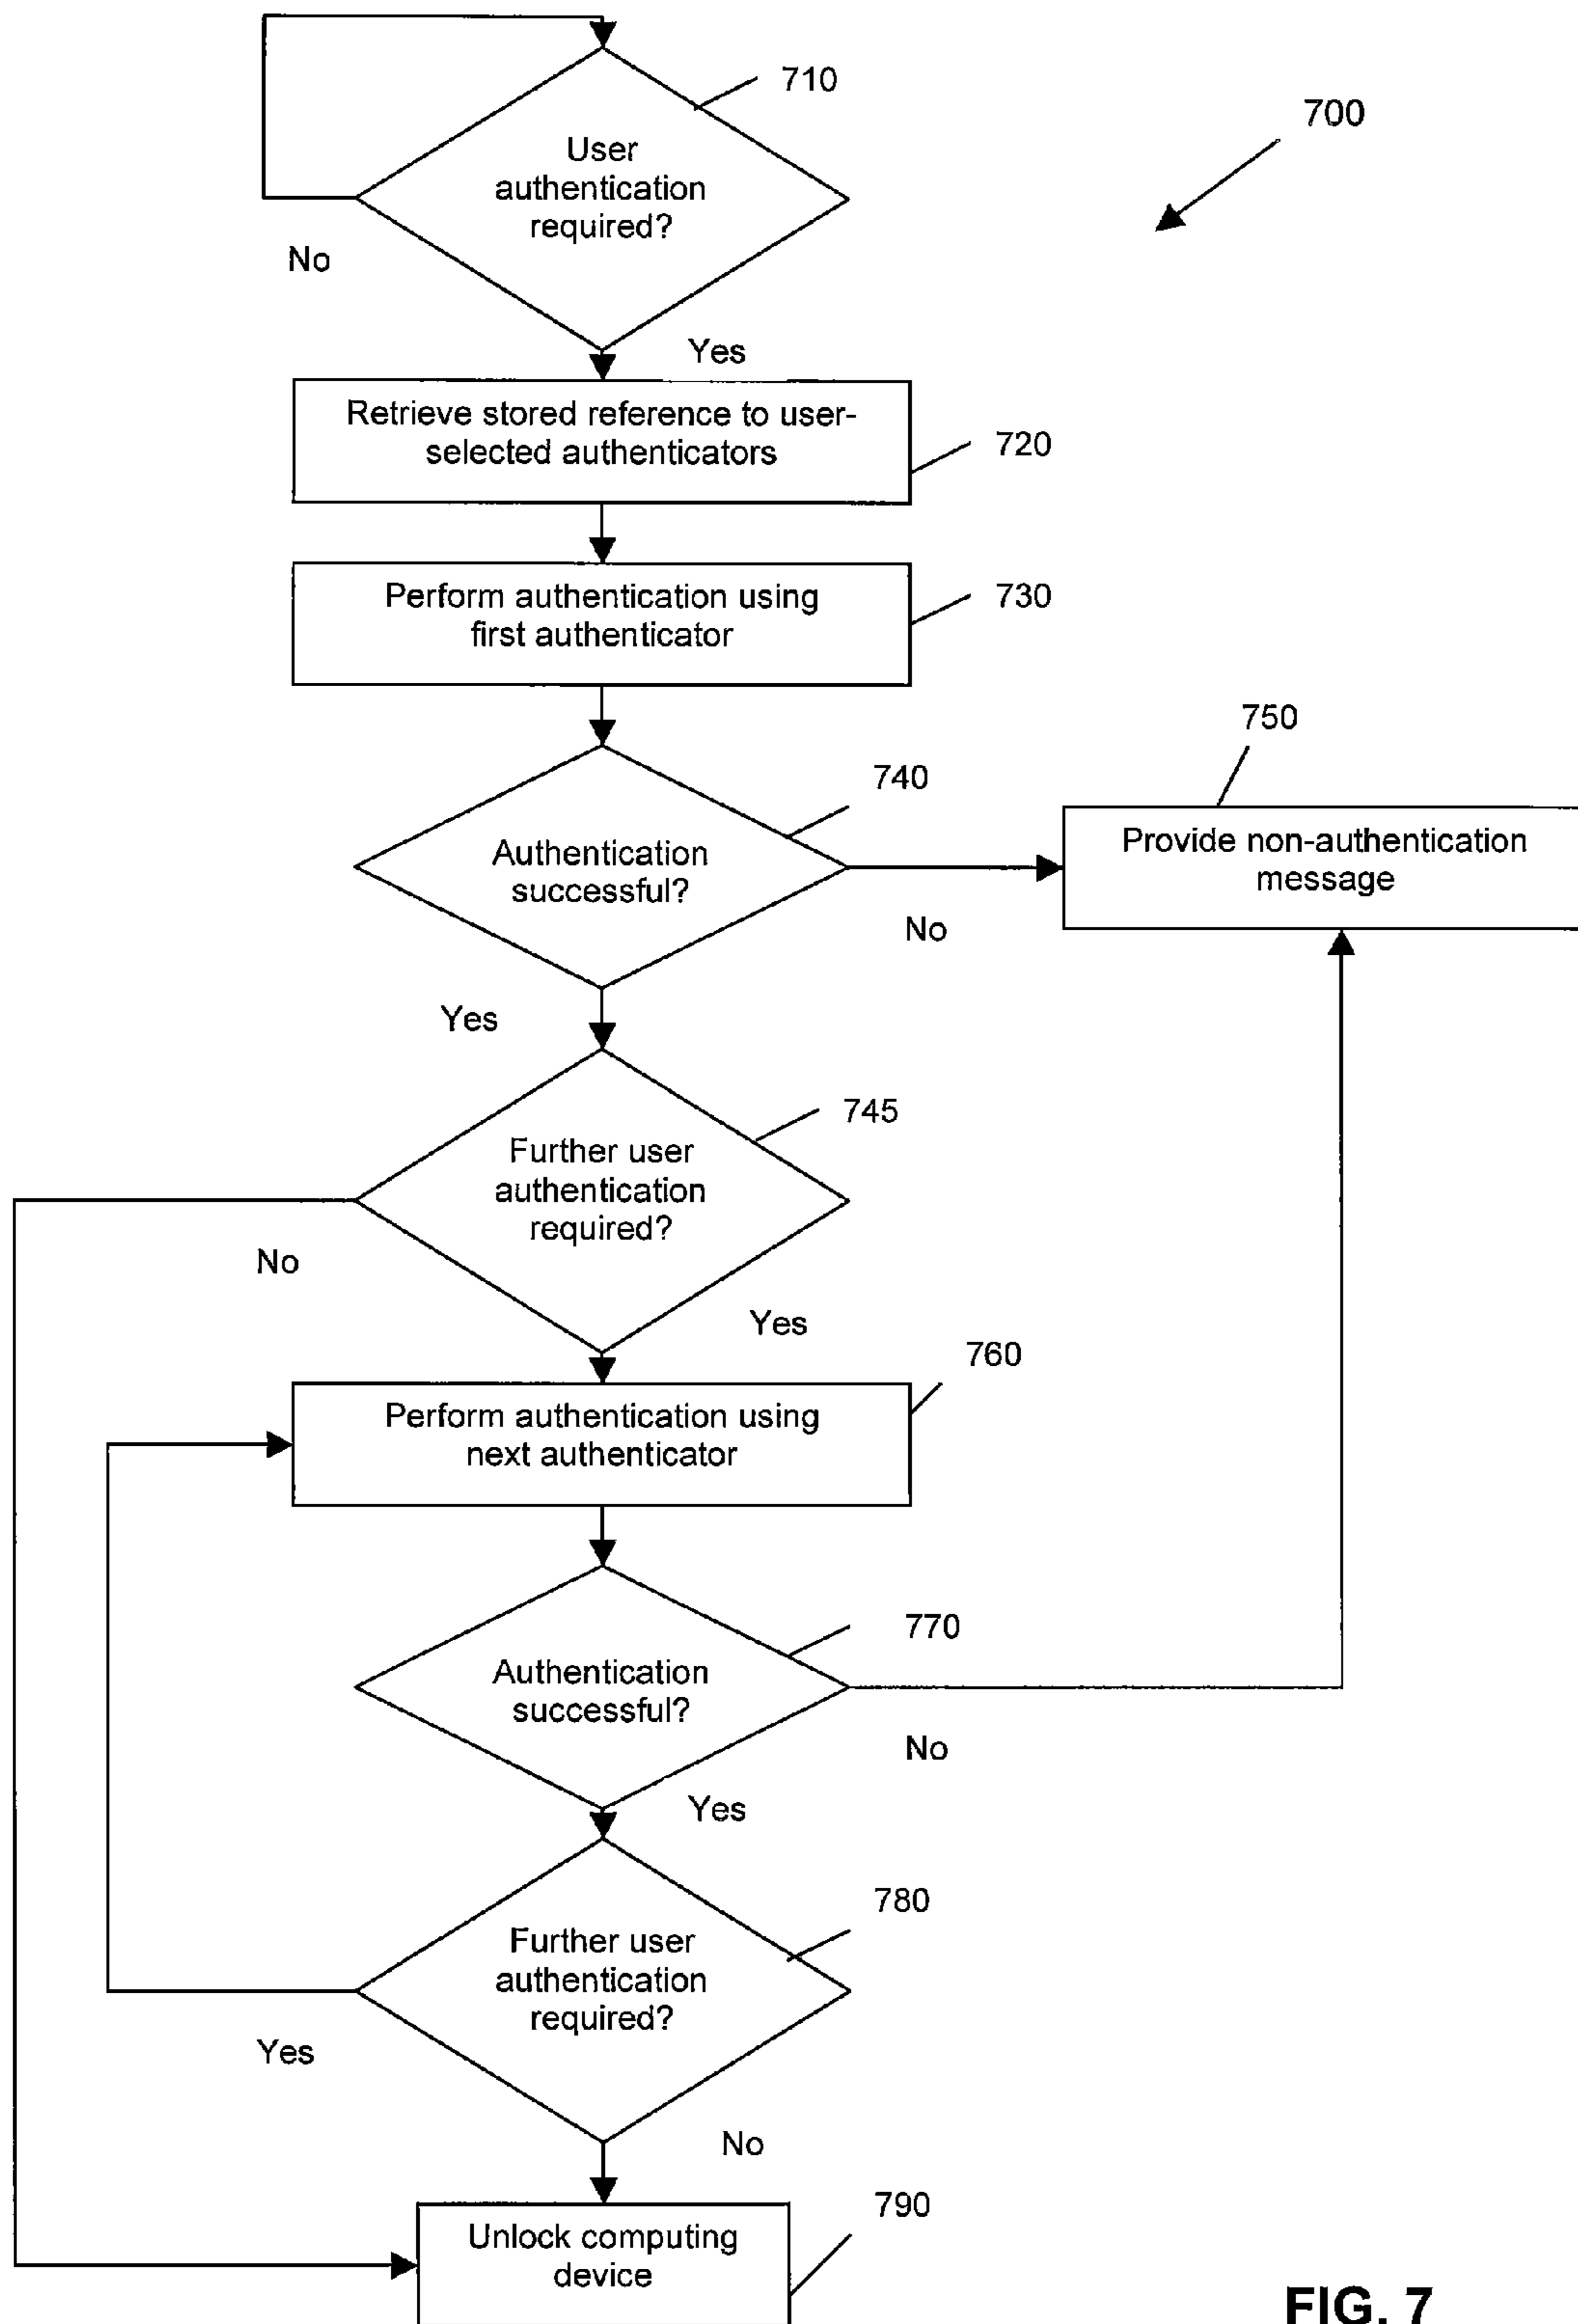 710
700
User
authentication
required?
No
Yes
Retrieve stored reference to user-
selected authenticators
720
Perform authentication using
first authenticator
730
750
740
Authentication
successful?
Provide non-authentication
message
No
Yes
745
Further user
authentication
required?
No
Yes
760
Perform authentication using
next authenticator
770
Authentication
successful?
No
Yes
780
Further user
authentication
required?
Yes
No
790
Unlock computing
device
FIG. 7